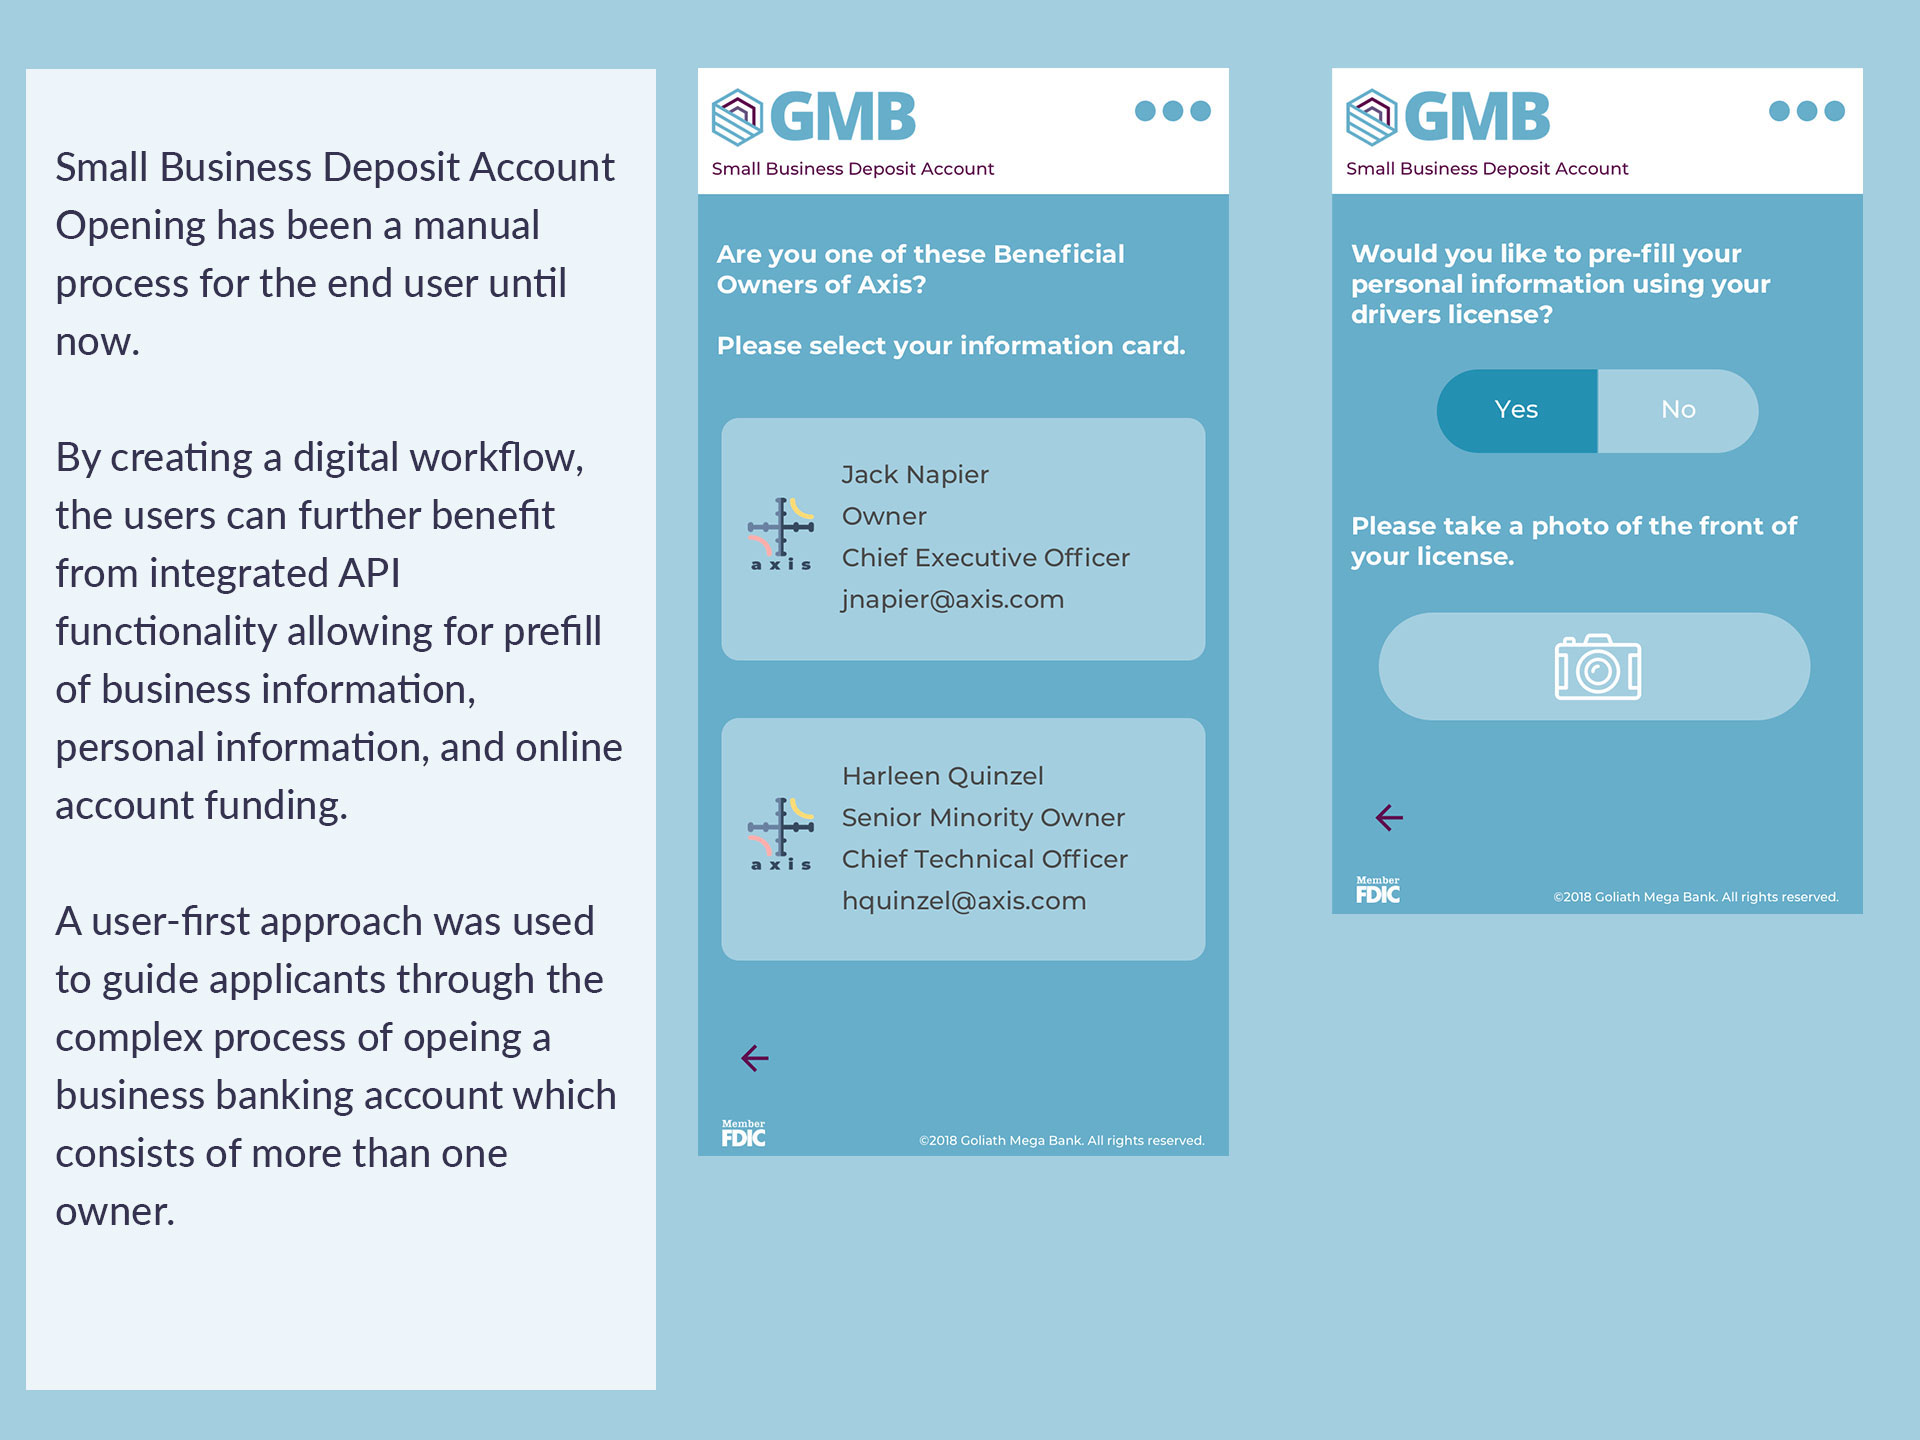 Small Business Deposit Account
Opening has been a manual
process for the end user until
now.
By creating a digital workflow,
the users can further benefit
from integrated API
functionality allowing for prefill
of business information,
personal information, and online
account funding.
A user-first approach was used
to guide applicants through the
complex process of opeing a
business banking account which
consists of more than one
owner.
GMB
Small Business Deposit Account
Are you one of these Beneficial
Owners of Axis?
Please select your information card.
axis
Jack Napier
Owner
Chief Executive Officer
jnapier@axis.com
axis
Harleen Quinzel
Senior Minority Owner
Chief Technical Officer
hquinzel@axis.com
Member
FDIC
©2018 Goliath Mega Bank. All rights reserved.
GMB
Small Business Deposit Account
Would you like to pre-fill your
personal information using your
drivers license?
Yes No
Please take a photo of the front of
your license.
Member
FDIC
©2018 Goliath Mega Bank. All rights reserved.